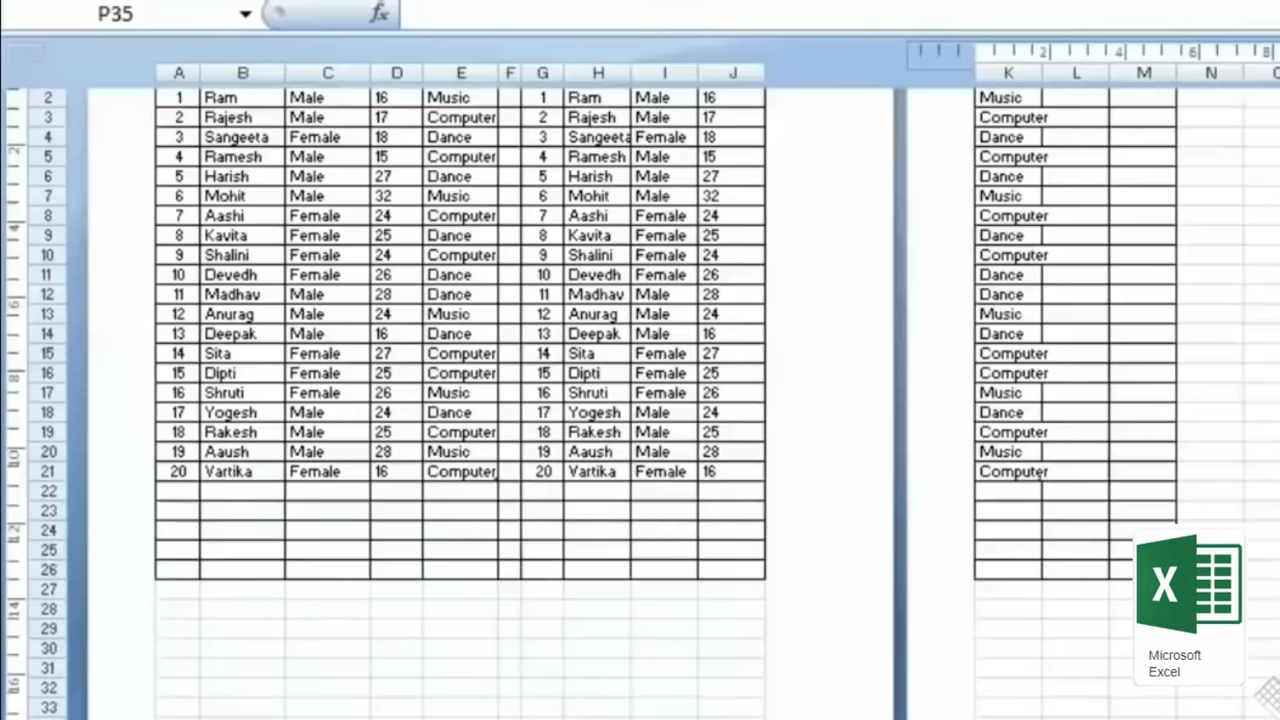 P35 fx
2 4 6 8
A B C D E F G H I J K L M N
2 1 Ram Male 16 Music 1 Ram Male 16 Music
3 2 Rajesh Male 17 Computer 2 Rajesh Male 17 Computer
4 3 Sangeeta Female 18 Dance 3 Sangeeta Female 18 Dance
5 4 Ramesh Male 15 Computer 4 Ramesh Male 15 Computer
6 5 Harish Male 27 Dance 5 Harish Male 27 Dance
7 6 Mohit Male 32 Music 6 Mohit Male 32 Music
8 7 Aashi Female 24 Computer 7 Aashi Female 24 Computer
9 8 Kavita Female 25 Dance 8 Kavita Female 25 Dance
10 9 Shalini Female 24 Computer 9 Shalini Female 24 Computer
11 10 Devedh Female 26 Dance 10 Devedh Female 26 Dance
12 11 Madhav Male 28 Dance 11 Madhav Male 28 Dance
13 12 Anurag Male 24 Music 12 Anurag Male 24 Music
14 13 Deepak Male 16 Dance 13 Deepak Male 16 Dance
15 14 Sita Female 27 Computer 14 Sita Female 27 Computer
16 15 Dipti Female 25 Computer 15 Dipti Female 25 Computer
17 16 Shruti Female 26 Music 16 Shruti Female 26 Music
18 17 Yogesh Male 24 Dance 17 Yogesh Male 24 Dance
19 18 Rakesh Male 25 Computer 18 Rakesh Male 25 Computer
20 19 Aaush Male 28 Music 19 Aaush Male 28 Music
21 20 Vartika Female 16 Computer 20 Vartika Female 16 Computer
22
23
24
25
26
27
28
29
30
31
32
33
2
4
6
8
10
12
14
16
X
Microsoft
Excel